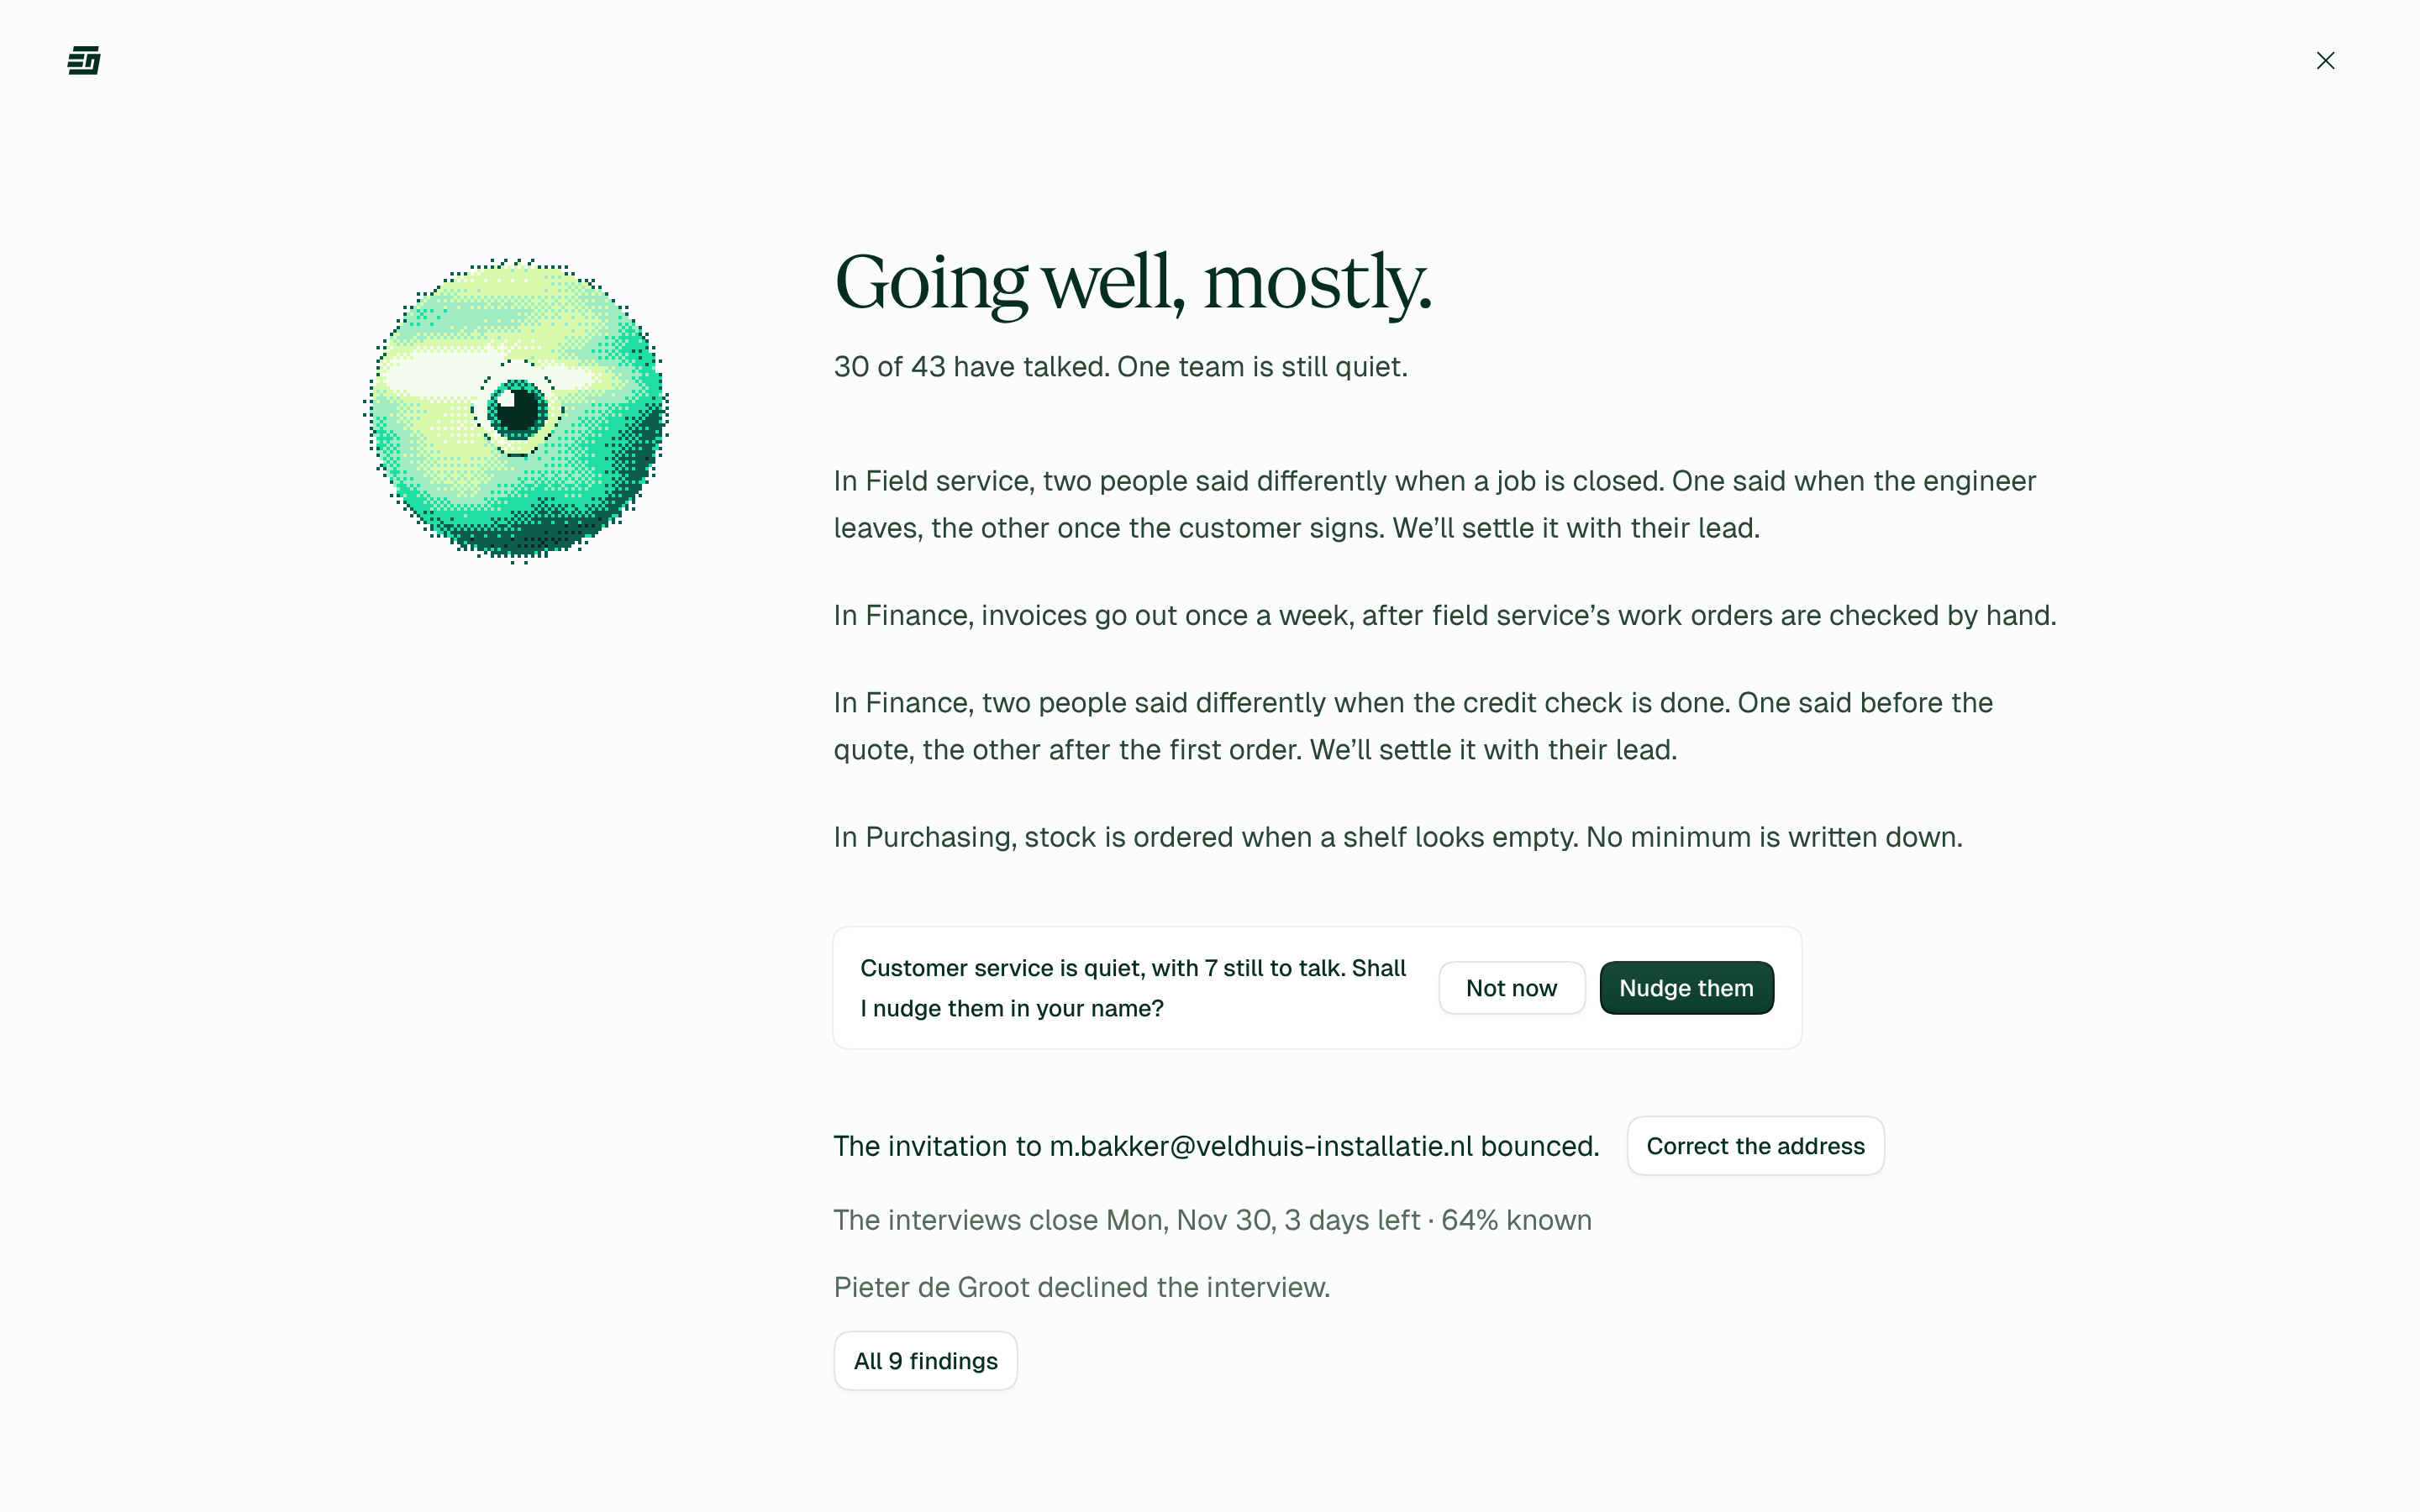 Going well, mostly.
30 of 43 have talked. One team is still quiet.
In Field service, two people said differently when a job is closed. One said when the engineer
leaves, the other once the customer signs. We’ll settle it with their lead.
In Finance, invoices go out once a week, after field service’s work orders are checked by hand.
In Finance, two people said differently when the credit check is done. One said before the
quote, the other after the first order. We’ll settle it with their lead.
In Purchasing, stock is ordered when a shelf looks empty. No minimum is written down.
Customer service is quiet, with 7 still to talk. Shall
I nudge them in your name?
Not now
Nudge them
The invitation to m.bakker@veldhuis-installatie.nl bounced.
Correct the address
The interviews close Mon, Nov 30, 3 days left · 64% known
Pieter de Groot declined the interview.
All 9 findings